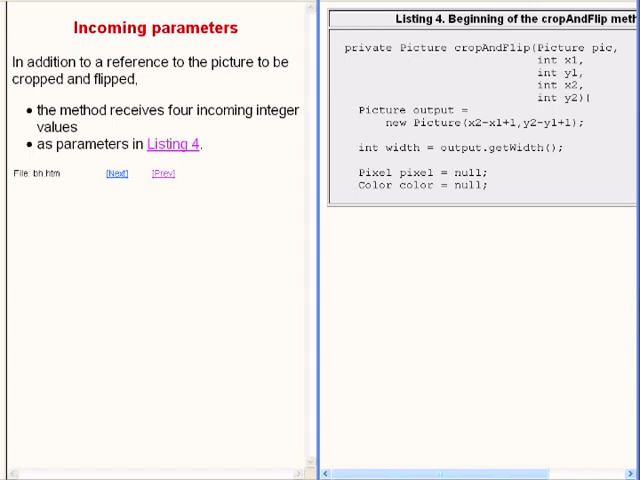 Incoming parameters
In addition to a reference to the picture to be
cropped and flipped,
• the method receives four incoming integer
values
• as parameters in Listing 4.
File: bh.htm [Next] [Prev]
Listing 4. Beginning of the cropAndFlip meth
private Picture cropAndFlip(Picture pic,
int x1,
int y1,
int x2,
int y2){
Picture output =
new Picture(x2-x1+1,y2-y1+1);
int width = output.getWidth();
Pixel pixel = null;
Color color = null;